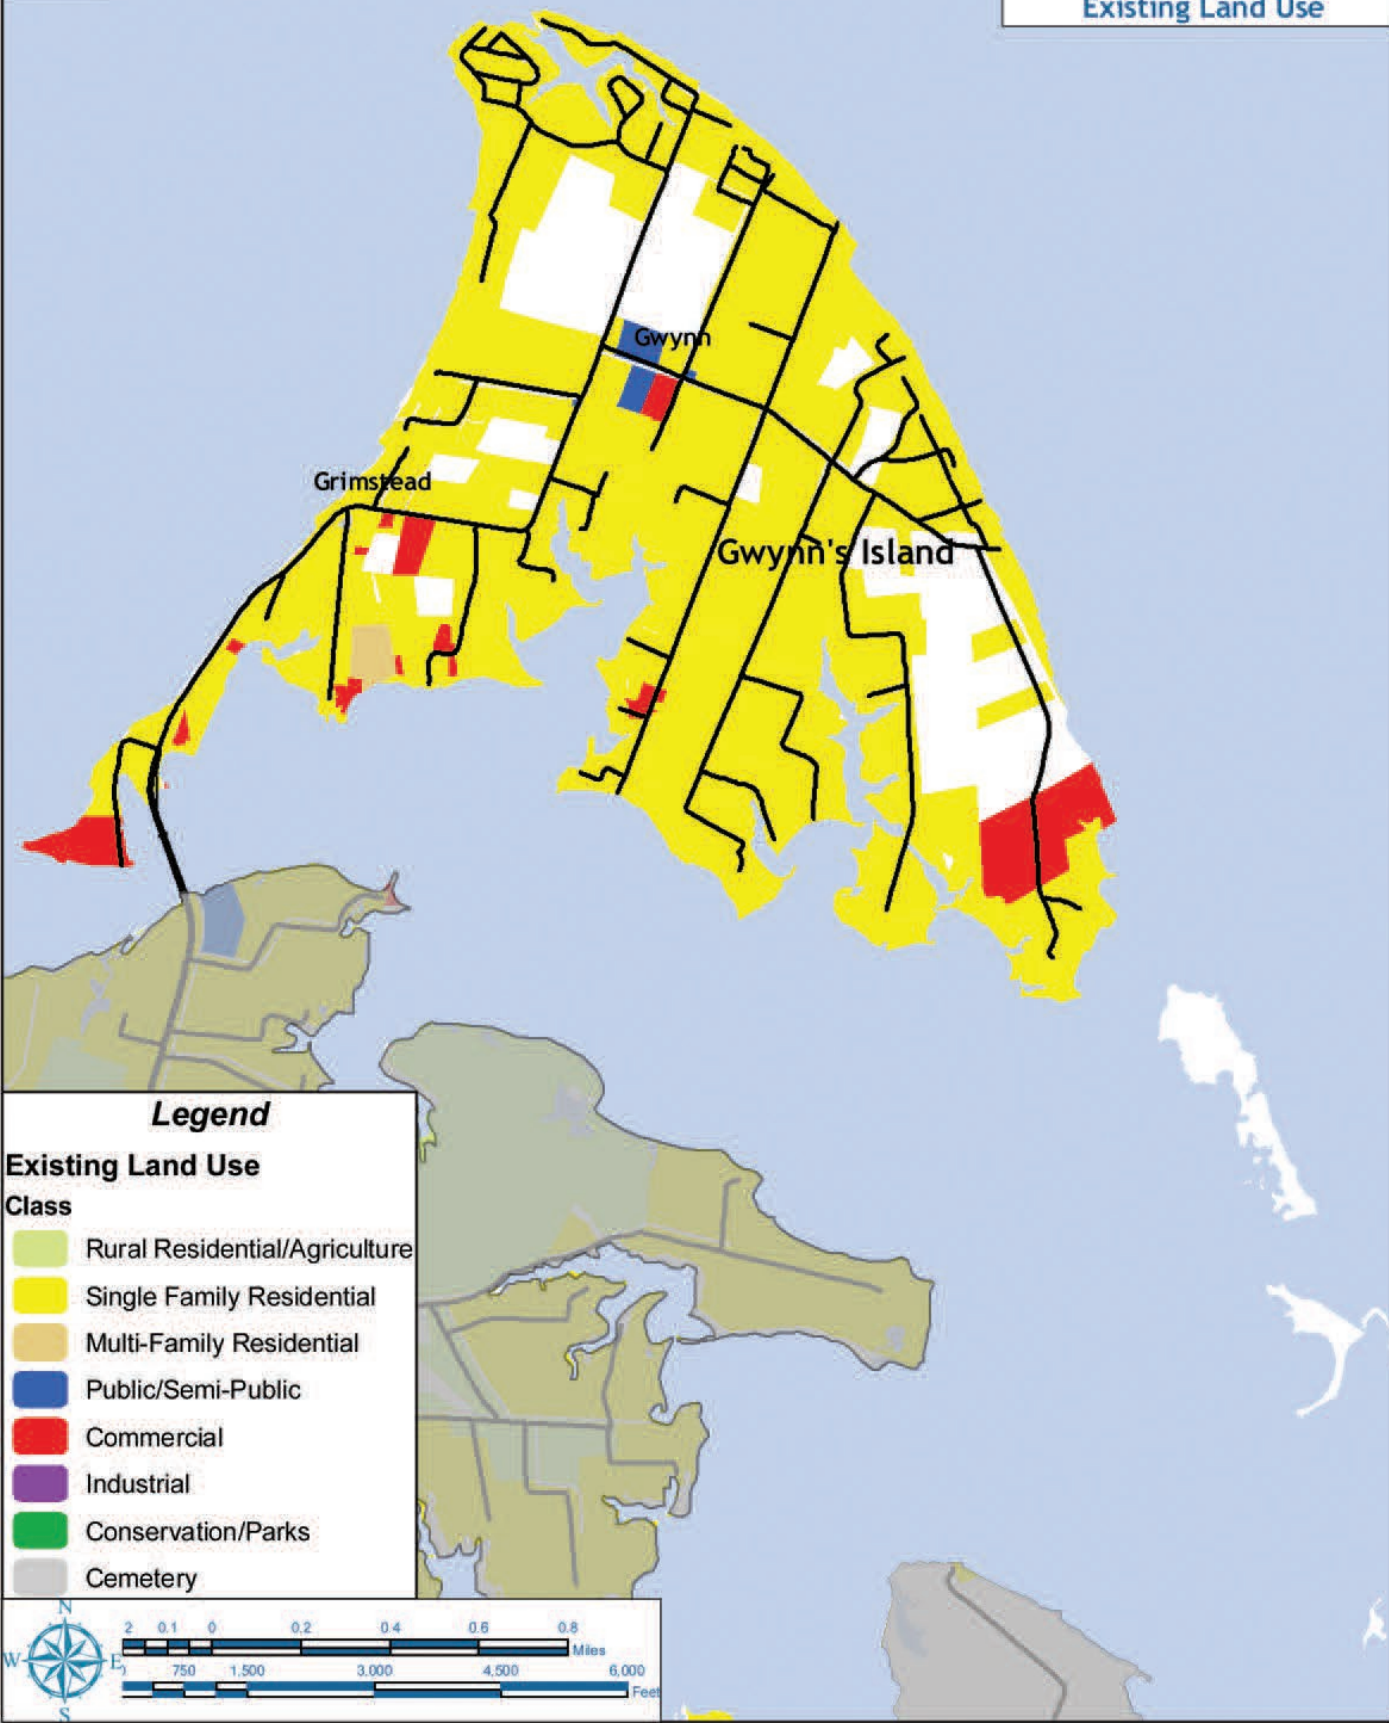 Existing Land Use
Gwynn
Grimstead
Gwynn's Island
Legend
Existing Land Use
Class
Rural Residential/Agriculture
Single Family Residential
Multi-Family Residential
Public/Semi-Public
Commercial
Industrial
Conservation/Parks
Cemetery
N
W E
S
2 0.1 0 0.2 0.4 0.6 0.8
Miles
750 1,500 3,000 4,500 6,000
Feet